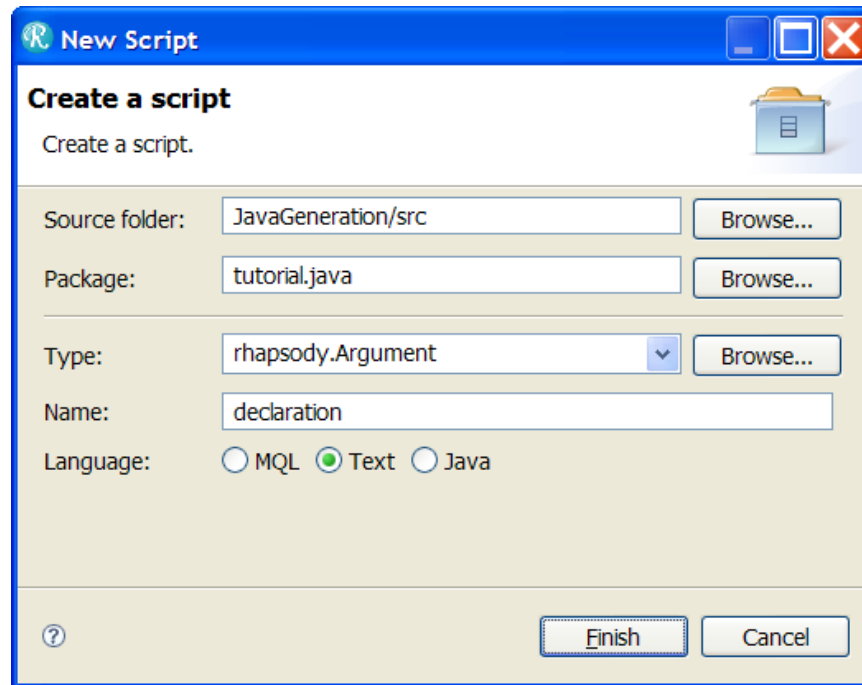 New Script
Create a script
Create a script.
Source folder: JavaGeneration/src Browse...
Package: tutorial.java Browse...
Type: rhapsody.Argument Browse...
Name: declaration
Language: MQL Text Java
? Finish Cancel